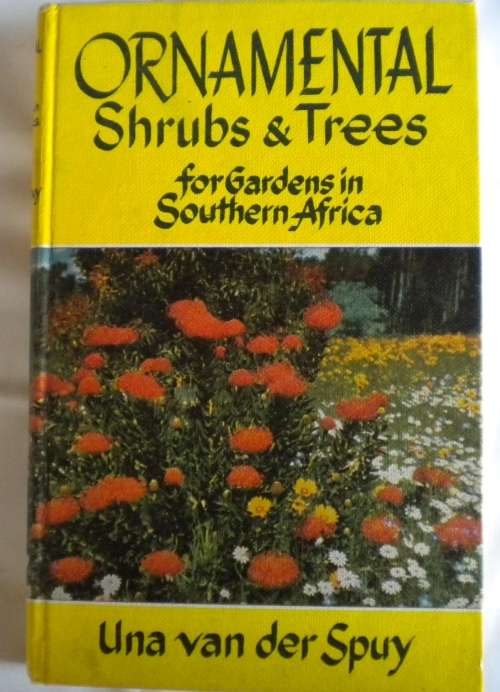 ORNAMENTAL
Shrubs & Trees
for Gardens in
Southern Africa
Una van der Spuy